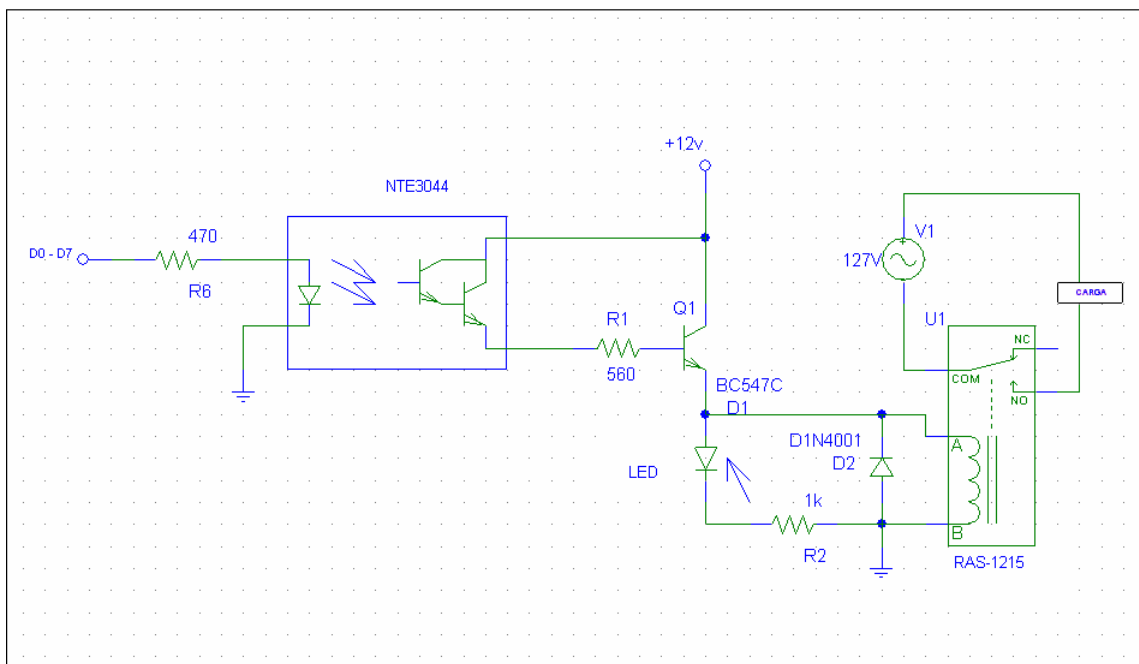 +12v
NTE3044
V1
470
D0 - D7
127V
R6
CARGA
R1
Q1
U1
NC
560
BC547C
COM
D1
NO
D1N4001
A
D2
LED
1k
B
R2
RAS-1215